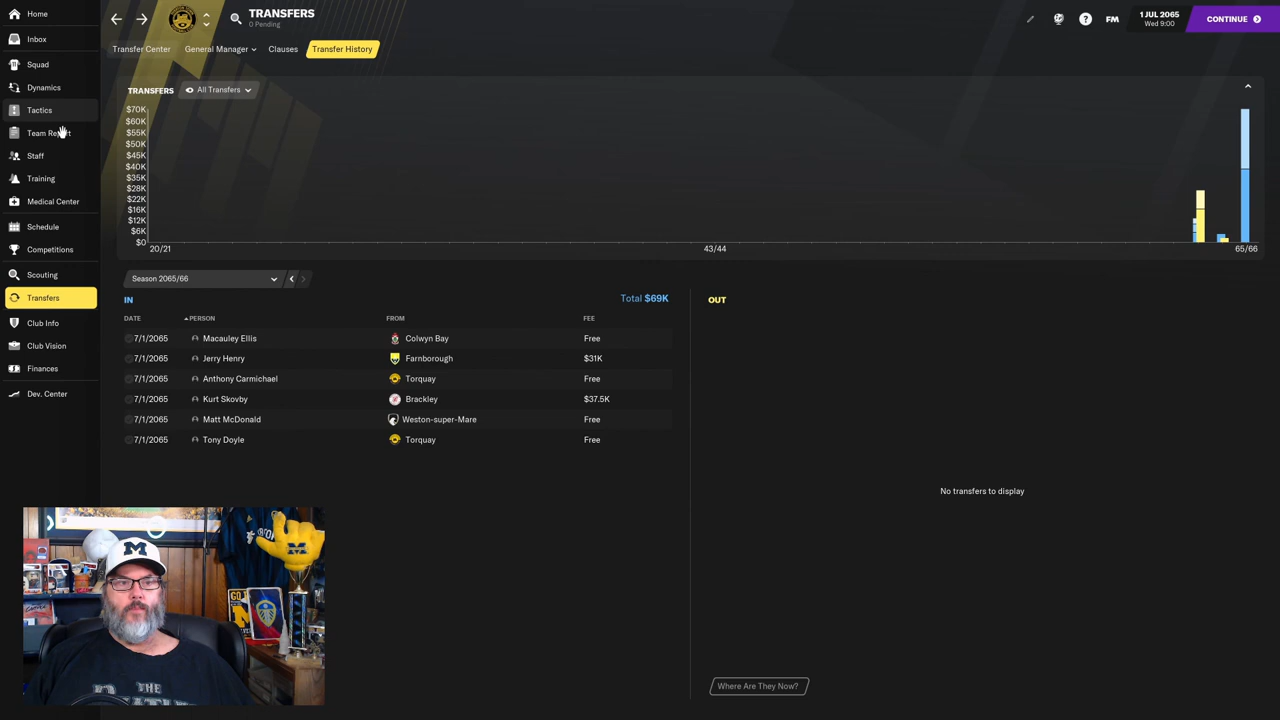 Home
Inbox
Squad
Dynamics
Tactics
Team Report
Staff
Training
Medical Center
Schedule
Competitions
Scouting
Transfers
Club Info
Club Vision
Finances
Dev. Center
TRANSFERS
0 Pending
FM
1 JUL 2065
Wed 9:00
CONTINUE
Transfer Center
General Manager
Clauses
Transfer History
TRANSFERS
All Transfers
$70K
$60K
$55K
$50K
$45K
$40K
$35K
$28K
$22K
$16K
$12K
$6K
$0
20/21
43/44
65/66
Season 2065/66
IN
Total $69K
DATE PERSON FROM FEE
7/1/2065 Macauley Ellis Colwyn Bay Free
7/1/2065 Jerry Henry Farnborough $31K
7/1/2065 Anthony Carmichael Torquay Free
7/1/2065 Kurt Skovby Brackley $37.5K
7/1/2065 Matt McDonald Weston-super-Mare Free
7/1/2065 Tony Doyle Torquay Free
OUT
No transfers to display
Where Are They Now?
M
M
GO
THE